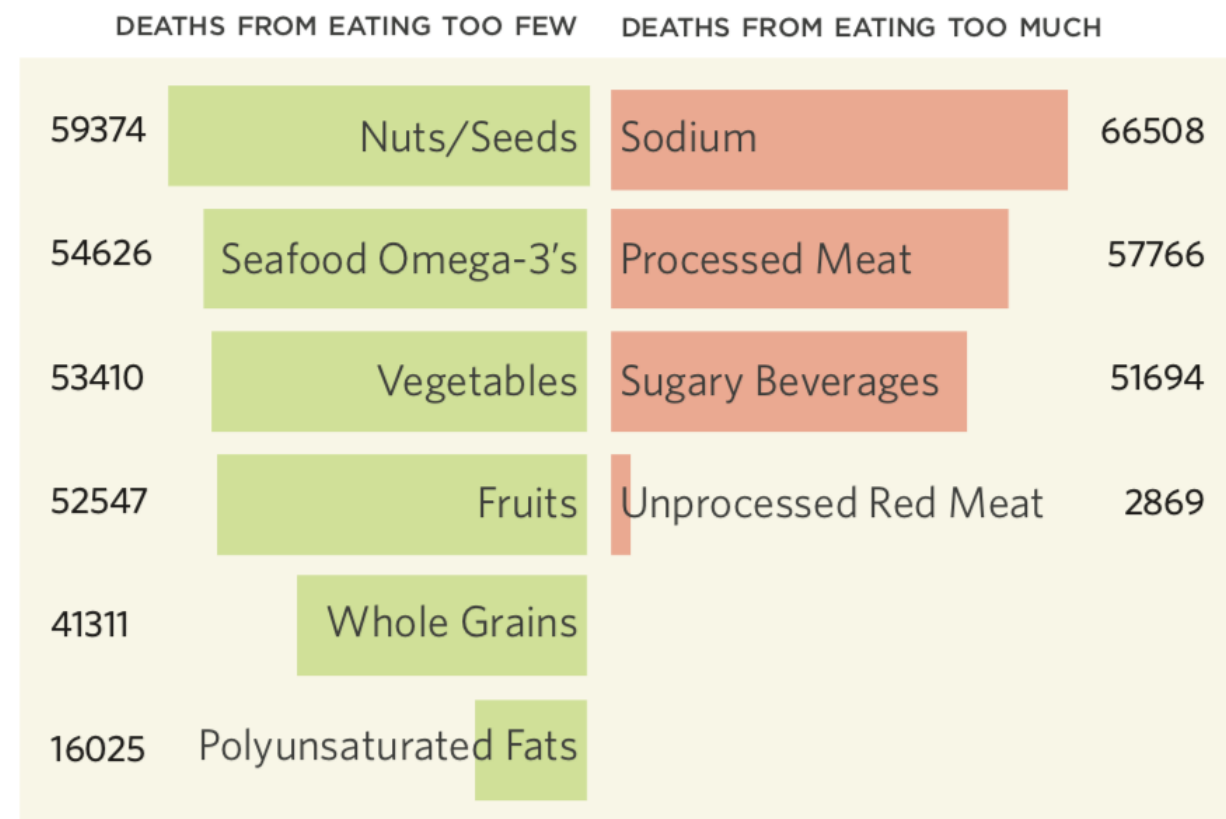 DEATHS FROM EATING TOO FEW DEATHS FROM EATING TOO MUCH
59374 Nuts/Seeds Sodium 66508
54626 Seafood Omega-3's Processed Meat 57766
53410 Vegetables Sugary Beverages 51694
52547 Fruits Unprocessed Red Meat 2869
41311 Whole Grains
16025 Polyunsaturated Fats